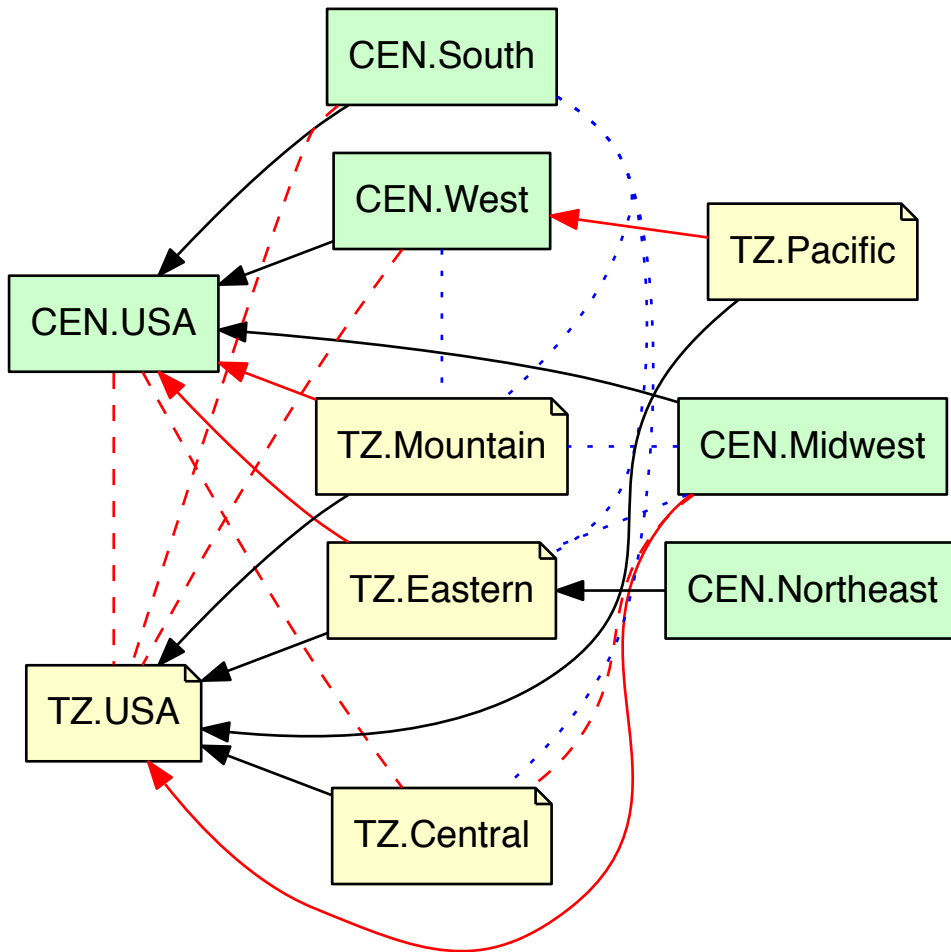 CEN.South
CEN.West
TZ.Pacific
CEN.USA
TZ.Mountain
CEN.Midwest
TZ.Eastern
CEN.Northeast
TZ.USA
TZ.Central